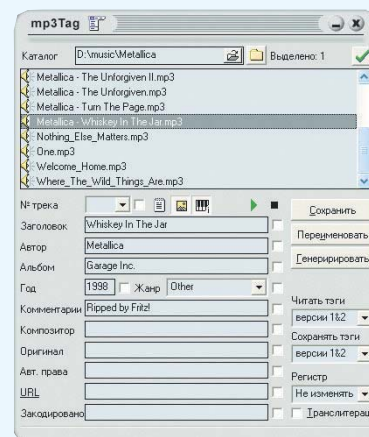 mp3Tag
Каталог D:\music\Metallica Выделено: 1
Metallica - The Unforgiven II.mp3
Metallica - The Unforgiven.mp3
Metallica - Turn The Page.mp3
Metallica - Whiskey In The Jar.mp3
Nothing_Else_Matters.mp3
One.mp3
Welcome_Home.mp3
Where_The_Wild_Things_Are.mp3
№ трека
Сохранить
Заголовок Whiskey In The Jar
Переименовать
Автор Metallica
Генерировать
Альбом Garage Inc.
Год 1998 Жанр Other
Читать тэги
Комментарии Ripped by Fritz!
версии 1&2
Композитор
Сохранять тэги
Оригинал
версии 1&2
Авт. права
Регистр
URL
Не изменять
Закодировано
Транслитерац